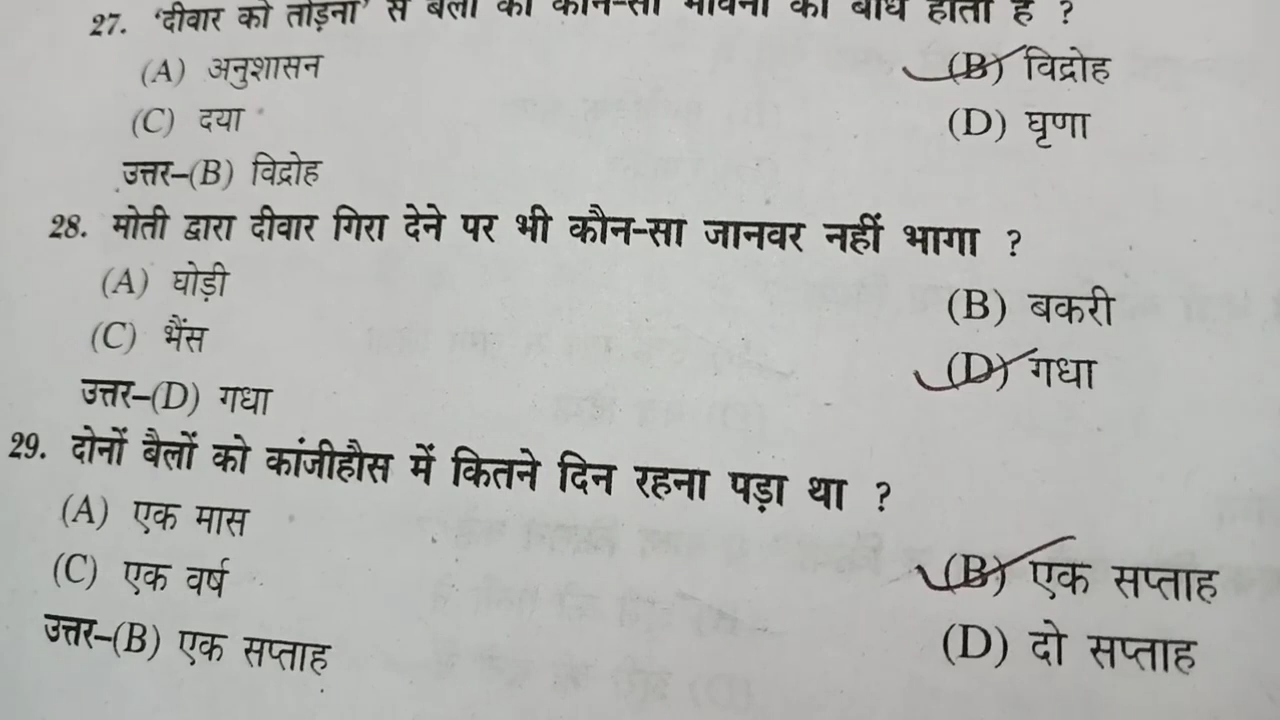 27. 'दीवार को तोड़ना' से बैलों की कौन-सी भावना का बोध होता है ?
(A) अनुशासन (B) विद्रोह
(C) दया (D) घृणा
उत्तर–(B) विद्रोह
28. मोती द्वारा दीवार गिरा देने पर भी कौन-सा जानवर नहीं भागा ?
(A) घोड़ी (B) बकरी
(C) भैंस (D) गधा
उत्तर–(D) गधा
29. दोनों बैलों को कांजीहौस में कितने दिन रहना पड़ा था ?
(A) एक मास (B) एक सप्ताह
(C) एक वर्ष (D) दो सप्ताह
उत्तर–(B) एक सप्ताह